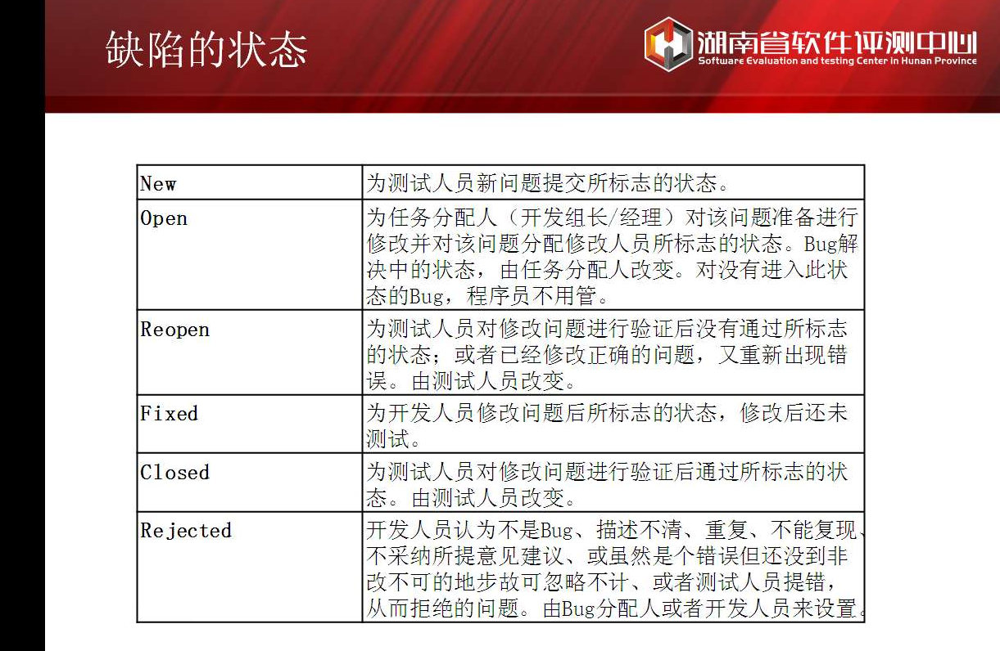 缺陷的状态
湖南省软件评测中心
Software Evaluation and testing Center in Hunan Province
New
为测试人员新问题提交所标志的状态。
Open
为任务分配人（开发组长/经理）对该问题准备进行
修改并对该问题分配修改人员所标志的状态。Bug解
决中的状态，由任务分配人改变。对没有进入此状
态的Bug，程序员不用管。
Reopen
为测试人员对修改问题进行验证后没有通过所标志
的状态；或者已经修改正确的问题，又重新出现错
误。由测试人员改变。
Fixed
为开发人员修改问题后所标志的状态，修改后还未
测试。
Closed
为测试人员对修改问题进行验证后通过所标志的状
态。由测试人员改变。
Rejected
开发人员认为不是Bug、描述不清、重复、不能复现、
不采纳所提意见建议、或虽然是个错误但还没到非
改不可的地步故可忽略不计、或者测试人员提错，
从而拒绝的问题。由Bug分配人或者开发人员来设置。